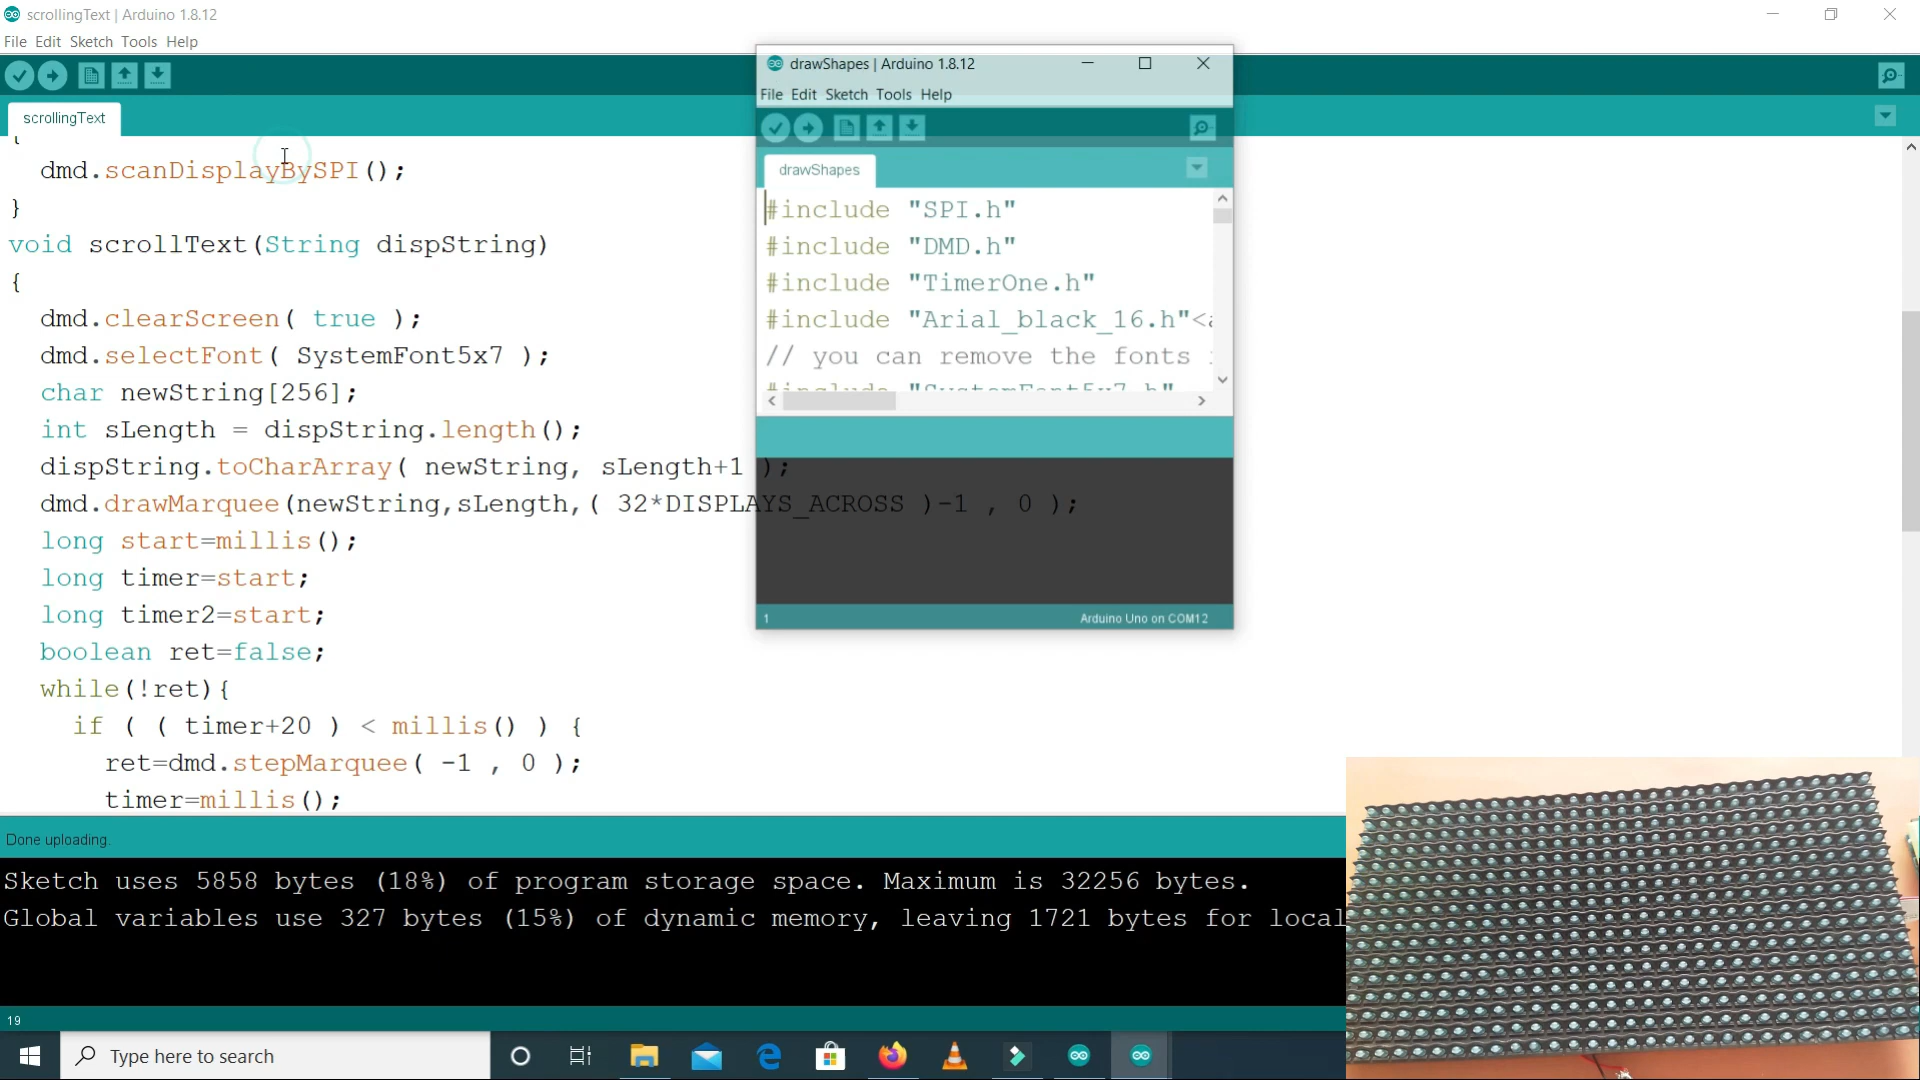 scrollingText | Arduino 1.8.12
File Edit Sketch Tools Help
scrollingText
{
dmd.scanDisplayBySPI();
}
void scrollText(String dispString)
{
dmd.clearScreen( true );
dmd.selectFont( SystemFont5x7 );
char newString[256];
int sLength = dispString.length();
dispString.toCharArray( newString, sLength+1 );
dmd.drawMarquee(newString,sLength,( 32*DISPLAYS_ACROSS )-1 , 0 );
long start=millis();
long timer=start;
long timer2=start;
boolean ret=false;
while(!ret){
if ( ( timer+20 ) < millis() ) {
ret=dmd.stepMarquee( -1 , 0 );
timer=millis();
drawShapes | Arduino 1.8.12
File Edit Sketch Tools Help
drawShapes
#include "SPI.h"
#include "DMD.h"
#include "TimerOne.h"
#include "Arial_black_16.h"<a
// you can remove the fonts
#include "SystemFont5x7.h"
1
Arduino Uno on COM12
Done uploading.
Sketch uses 5858 bytes (18%) of program storage space. Maximum is 32256 bytes.
Global variables use 327 bytes (15%) of dynamic memory, leaving 1721 bytes for local
19
Type here to search